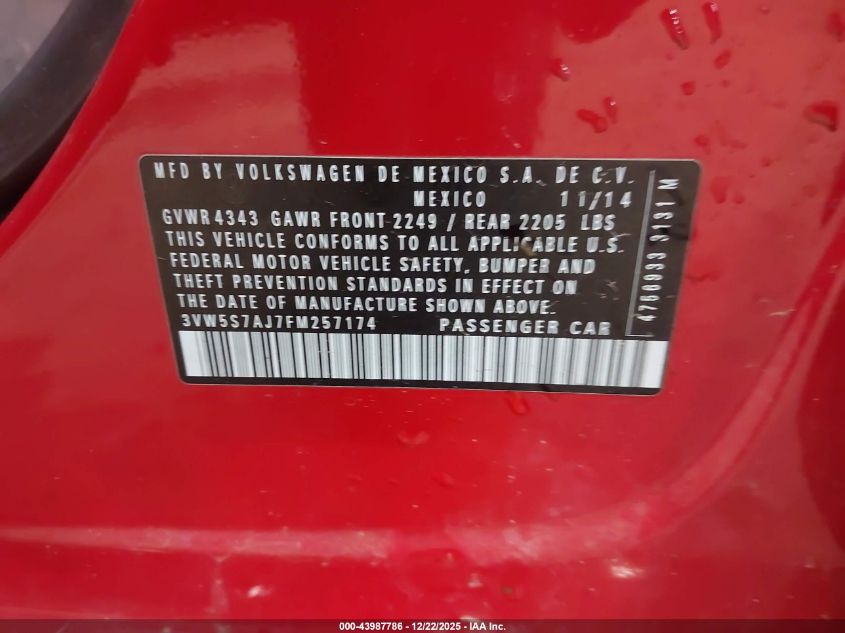 MFD BY VOLKSWAGEN DE MEXICO S.A. DE C.V.
MEXICO 11/14
GVWR 4343 GAWR FRONT 2249 / REAR 2205 LBS
THIS VEHICLE CONFORMS TO ALL APPLICABLE U.S.
FEDERAL MOTOR VEHICLE SAFETY, BUMPER AND
THEFT PREVENTION STANDARDS IN EFFECT ON
THE DATE OF MANUFACTURE SHOWN ABOVE.
3VW5S7AJ7FM257174 PASSENGER CAR
3131 M
000-43987786 - 12/22/2025 - IAA Inc.